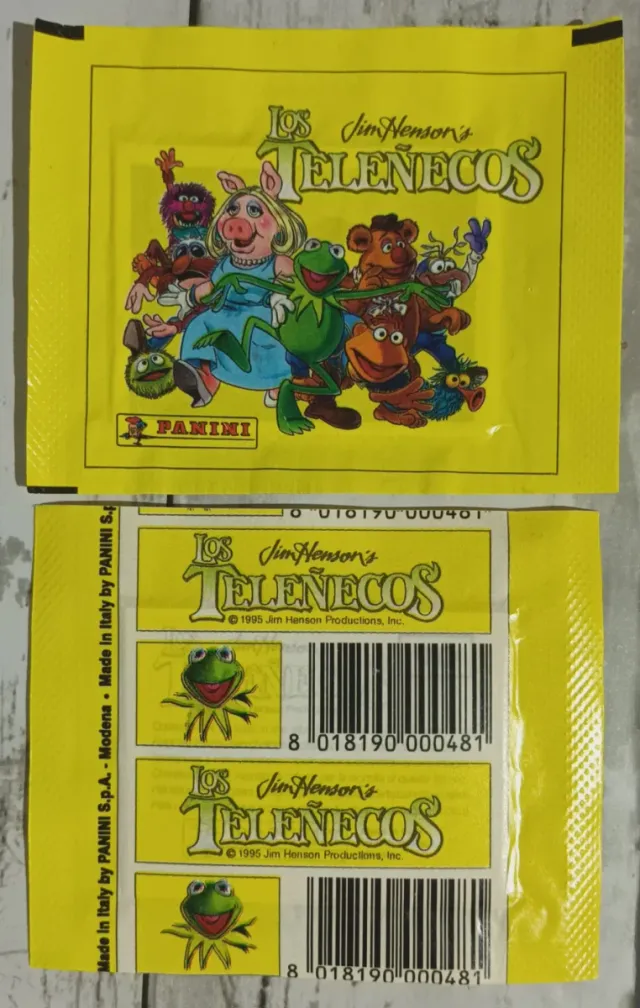 LOS
Jim Henson's
TELEÑECOS
PANINI
8 018190 000481
LOS
Jim Henson's
TELEÑECOS
© 1995 Jim Henson Productions, Inc.
8 018190 000481
LOS
Jim Henson's
TELEÑECOS
© 1995 Jim Henson Productions, Inc.
8 018190 000481
Made in Italy by PANINI S.p.A. - Modena • Made in Italy by PANINI S.p